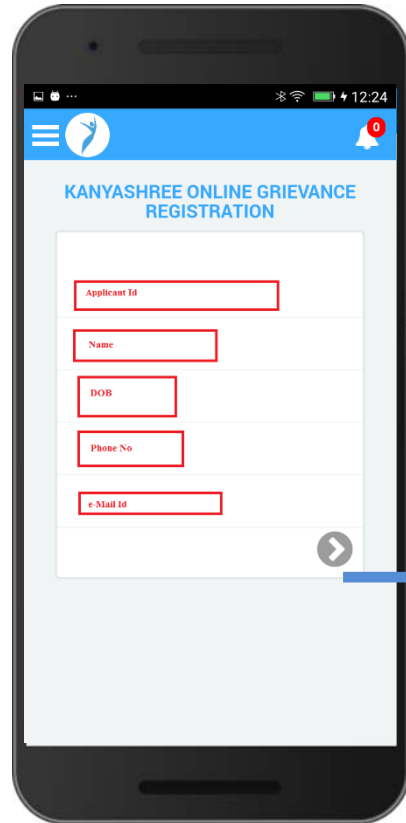 12:24
0
KANYASHREE ONLINE GRIEVANCE
REGISTRATION
Applicant Id
Name
DOB
Phone No
e-Mail Id